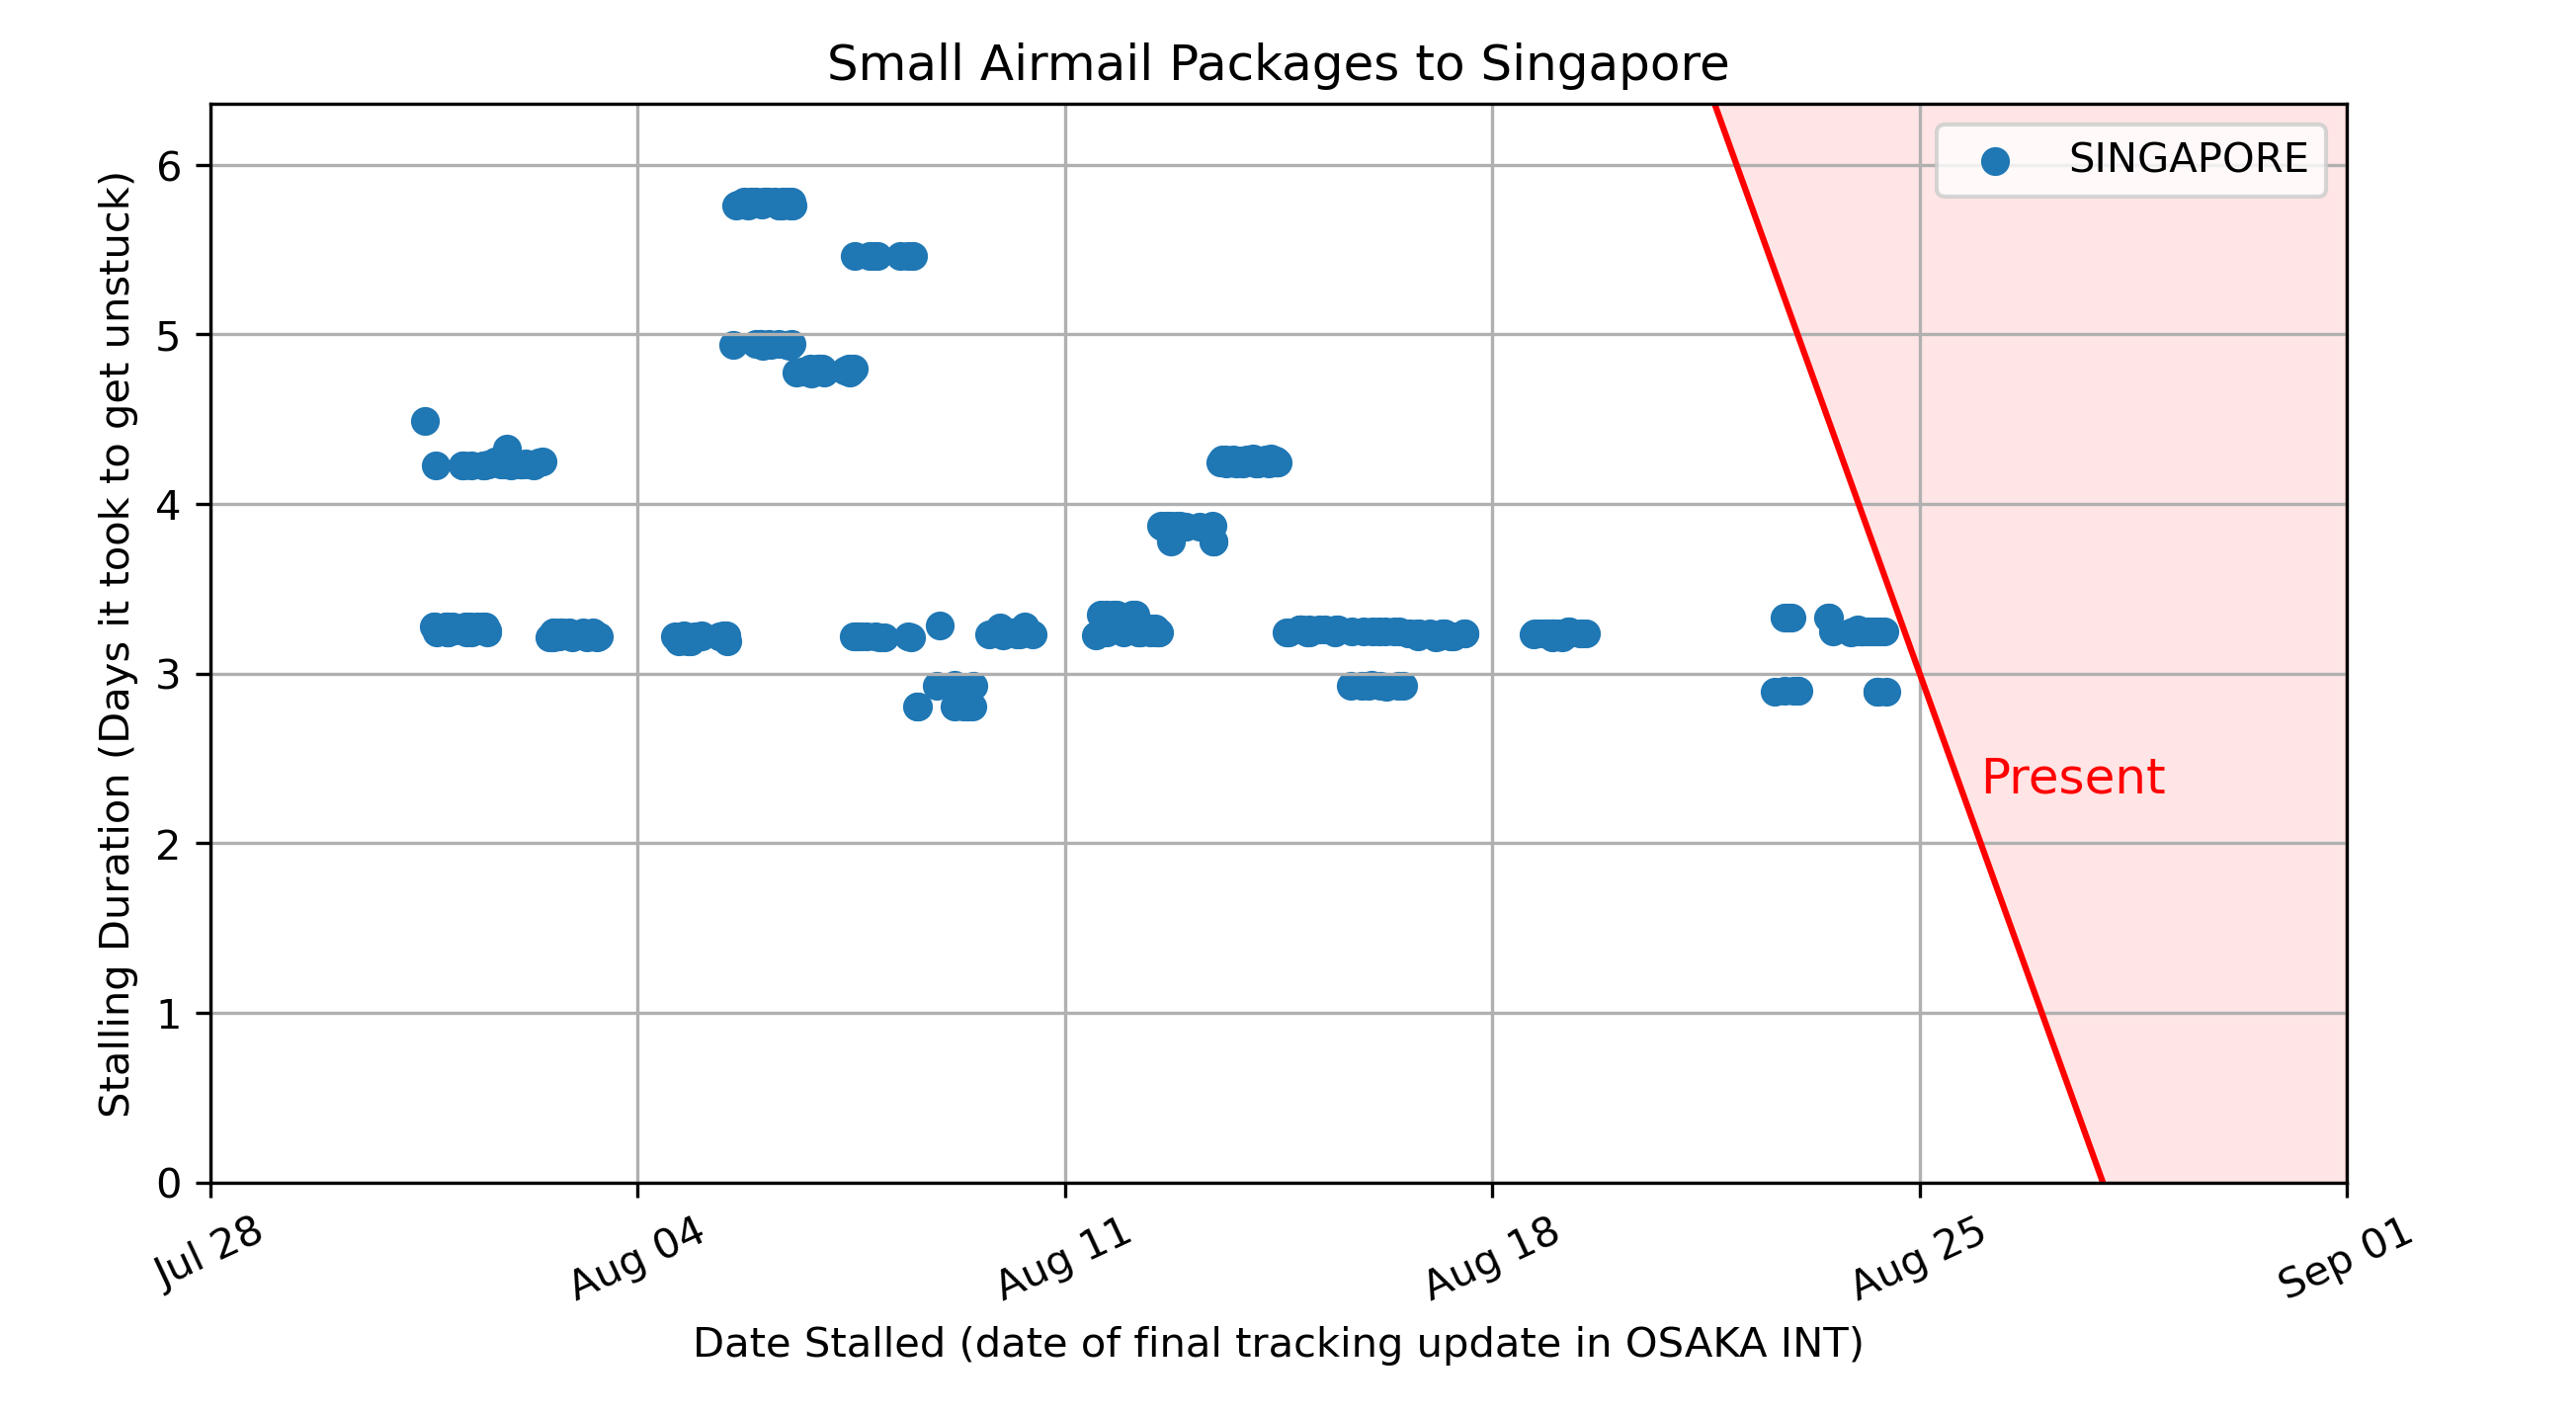 Small Airmail Packages to Singapore
Stalling Duration (Days it took to get unstuck)
6
5
4
3
2
1
0
SINGAPORE
Present
Jul 28
Aug 04
Aug 11
Aug 18
Aug 25
Sep 01
Date Stalled (date of final tracking update in OSAKA INT)